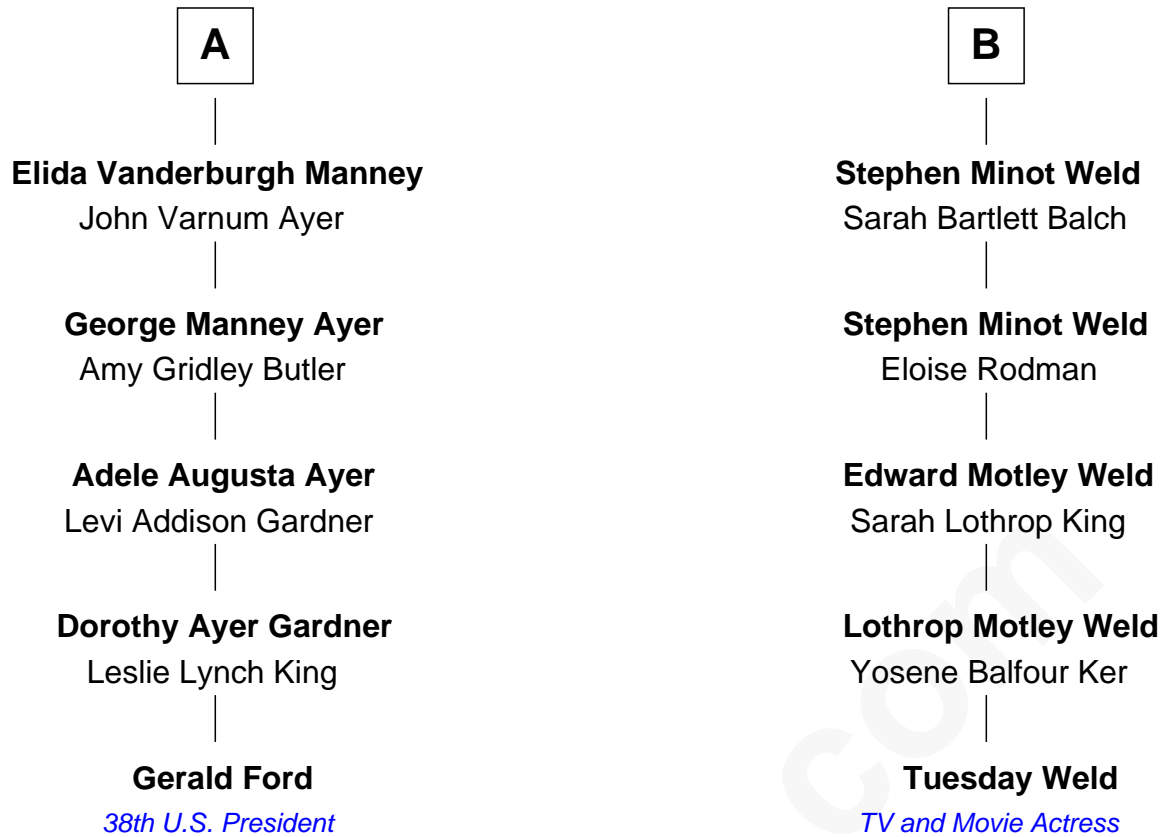 A
Elida Vanderburgh Manney
John Varnum Ayer
George Manney Ayer
Amy Gridley Butler
Adele Augusta Ayer
Levi Addison Gardner
Dorothy Ayer Gardner
Leslie Lynch King
Gerald Ford
38th U.S. President
B
Stephen Minot Weld
Sarah Bartlett Balch
Stephen Minot Weld
Eloise Rodman
Edward Motley Weld
Sarah Lothrop King
Lothrop Motley Weld
Yosene Balfour Ker
Tuesday Weld
TV and Movie Actress
com